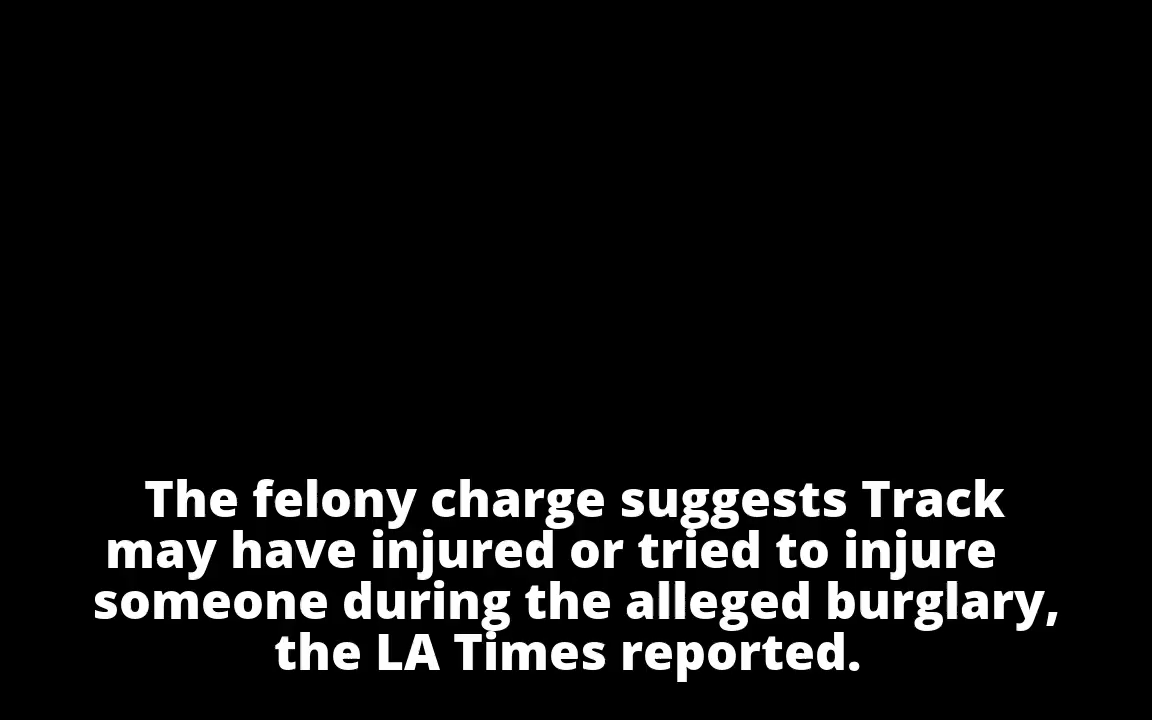 The felony charge suggests Track
may have injured or tried to injure
someone during the alleged burglary,
the LA Times reported.